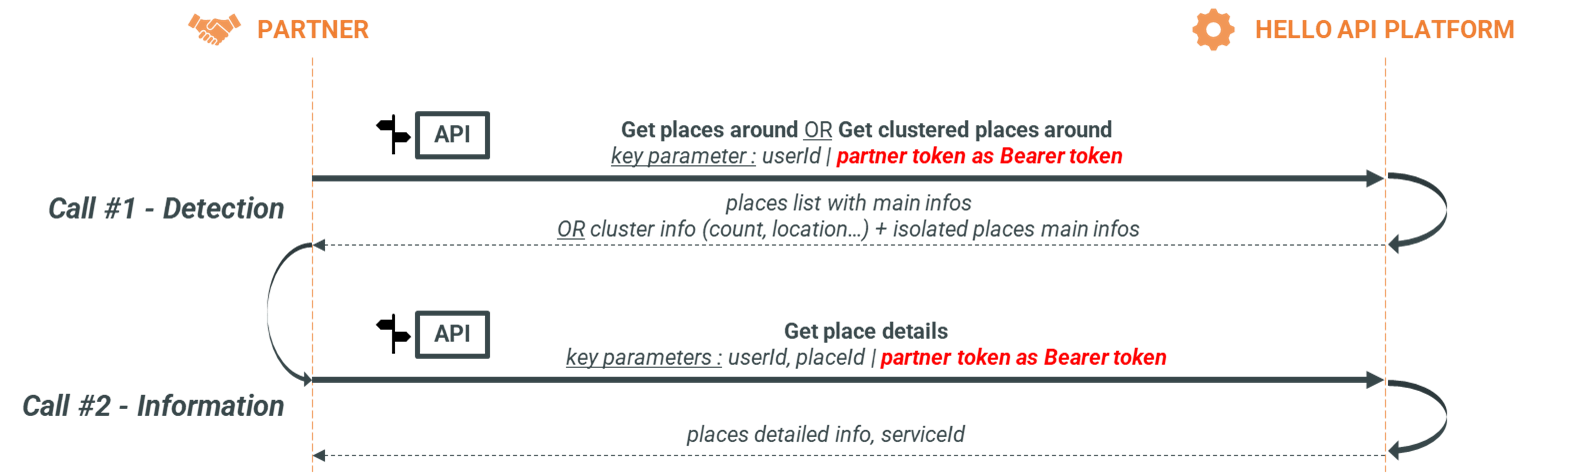 PARTNER
HELLO API PLATFORM
API
Get places around OR Get clustered places around
key parameter : userId | partner token as Bearer token
Call #1 - Detection
places list with main infos
OR cluster info (count, location...) + isolated places main infos
API
Get place details
key parameters : userId, placeId | partner token as Bearer token
Call #2 - Information
places detailed info, serviceId